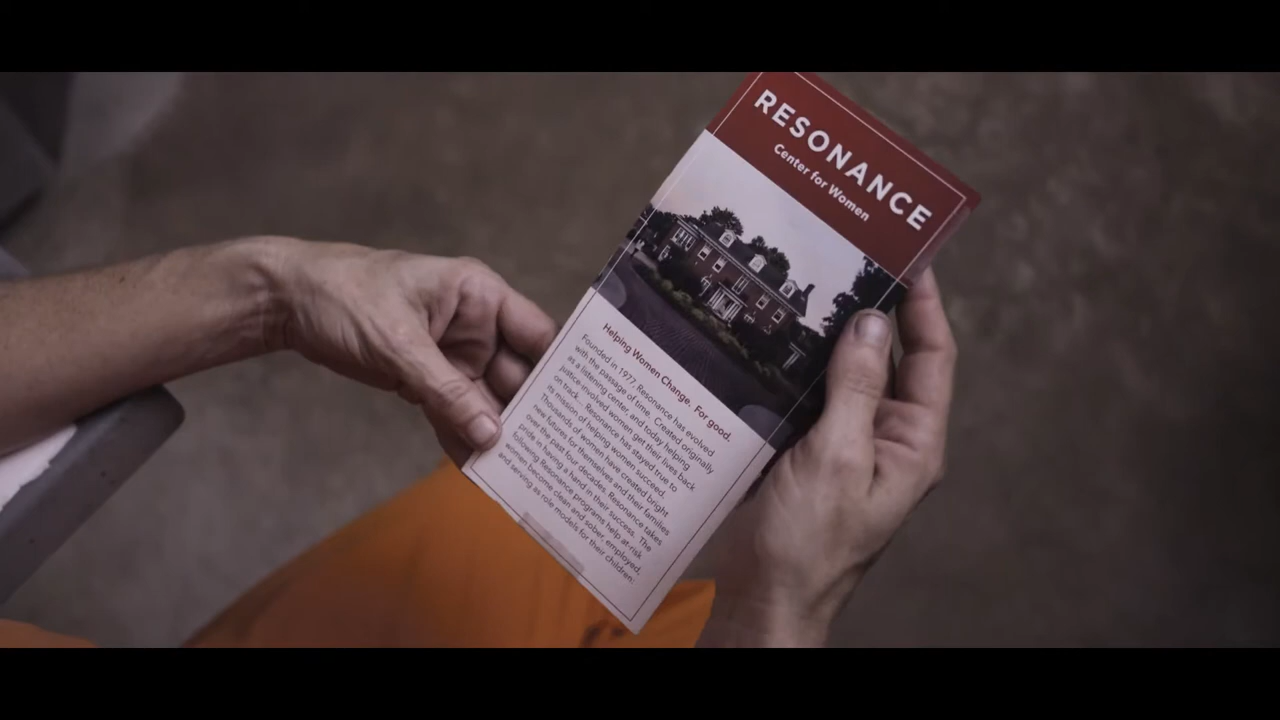 RESONANCE
Center for Women
Helping Women Change. For good.
Founded in 1977, Resonance has evolved
with the passage of time. Created originally
as a listening center, and today helping
justice-involved women get their lives back
on track... Resonance has stayed true to
its mission of helping women succeed.
Thousands of women have created bright
new futures for themselves and their families
over the past four decades. Resonance takes
pride in having a hand in their success. The
following Resonance programs help at-risk
women become clean and sober, employed,
and serving as role models for their children: